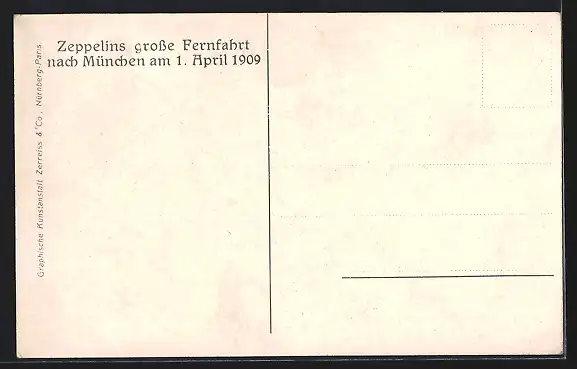 Zeppelins große Fernfahrt
nach München am 1. April 1909
Graphische Kunstanstalt Zerreiss & Co., Nürnberg-Paris.